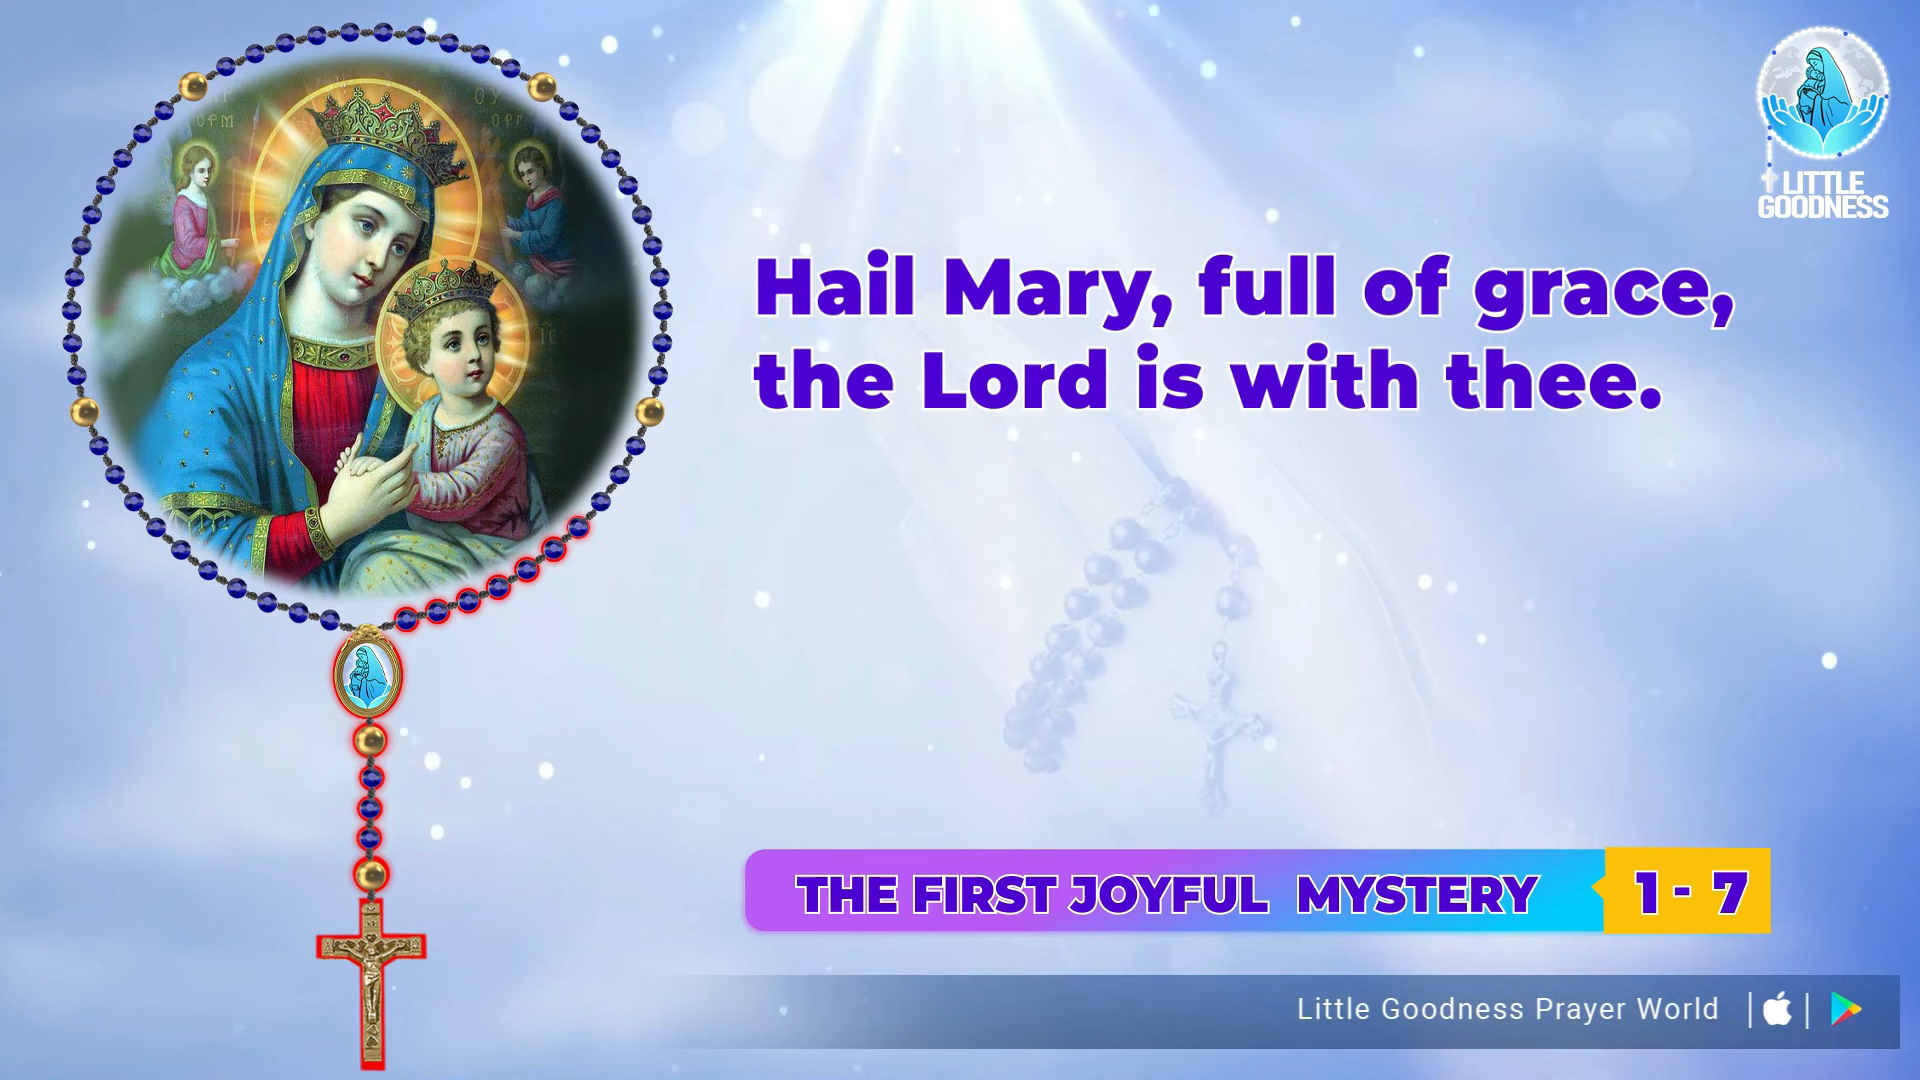 LITTLE
GOODNESS
Hail Mary, full of grace,
the Lord is with thee.
THE FIRST JOYFUL MYSTERY 1 - 7
Little Goodness Prayer World